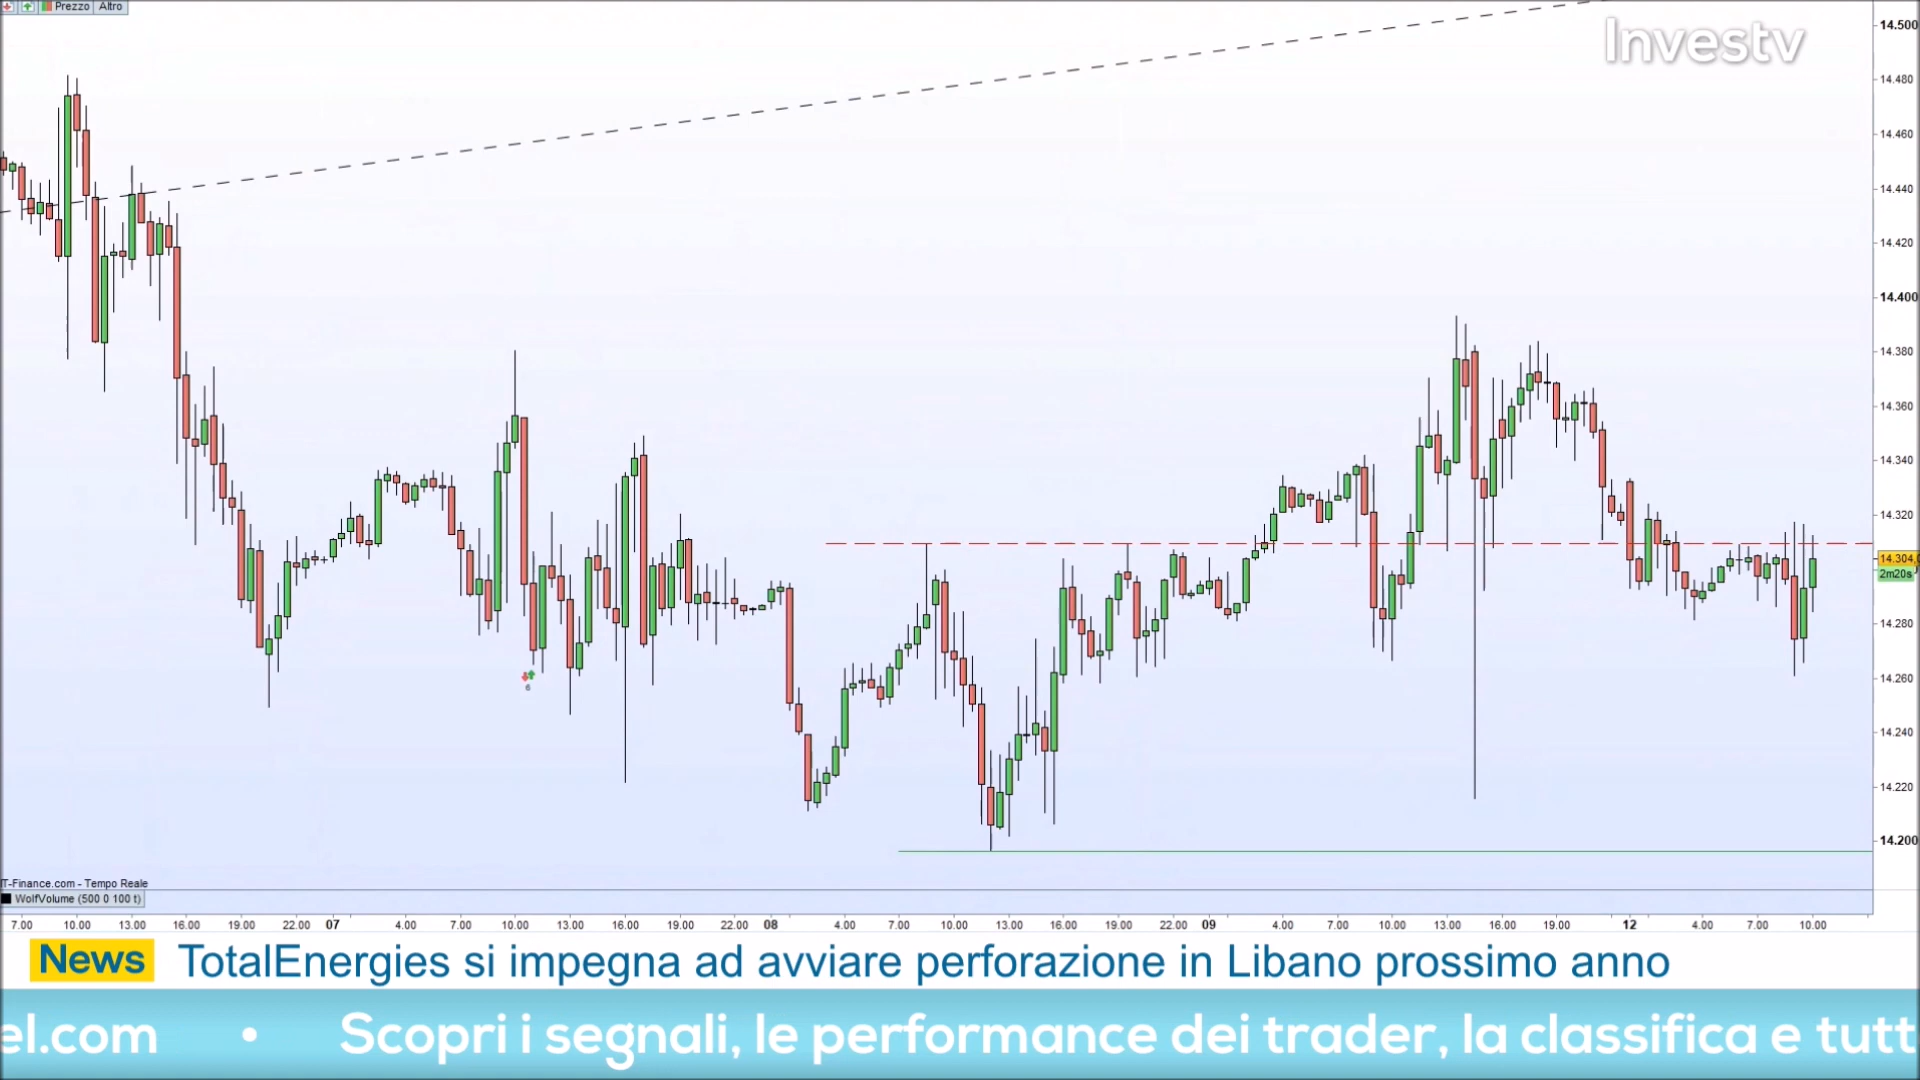 Prezzo Altro
Investv
14.500
14.480
14.460
14.440
14.420
14.400
14.380
14.360
14.340
14.320
14.304,0
2m20s
14.280
14.260
14.240
14.220
14.200
6
IT-Finance.com - Tempo Reale
WolfVolume (500 0 100 t)
7.00 10.00 13.00 16.00 19.00 22.00 07 4.00 7.00 10.00 13.00 16.00 19.00 22.00 08 4.00 7.00 10.00 13.00 16.00 19.00 22.00 09 4.00 7.00 10.00 13.00 16.00 19.00 12 4.00 7.00 10.00
News TotalEnergies si impegna ad avviare perforazione in Libano prossimo anno
el.com • Scopri i segnali, le performance dei trader, la classifica e tutt